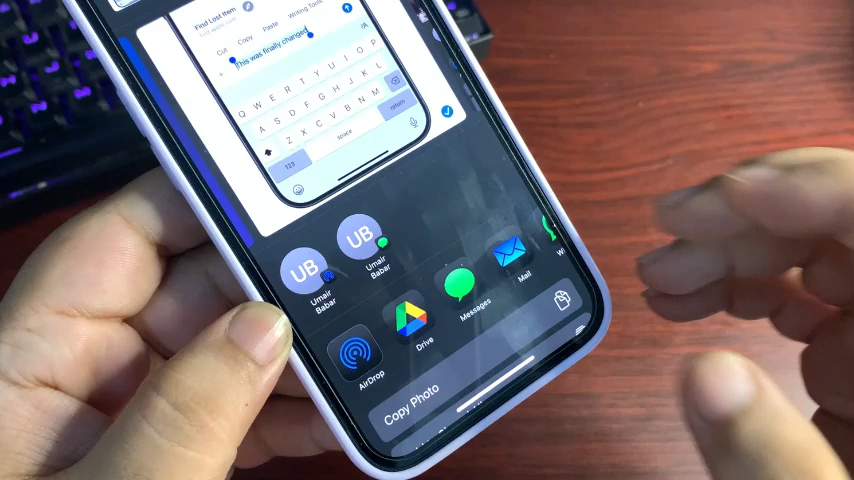 Find Lost Item
Cut Copy Paste Writing Tools
This was finally changed
Q W E R T Y U I O P
A S D F G H J K L
Z X C V B N M
123 space return
UB UB
Umair Babar
Umair Babar
AirDrop Drive Messages Mail
Copy Photo